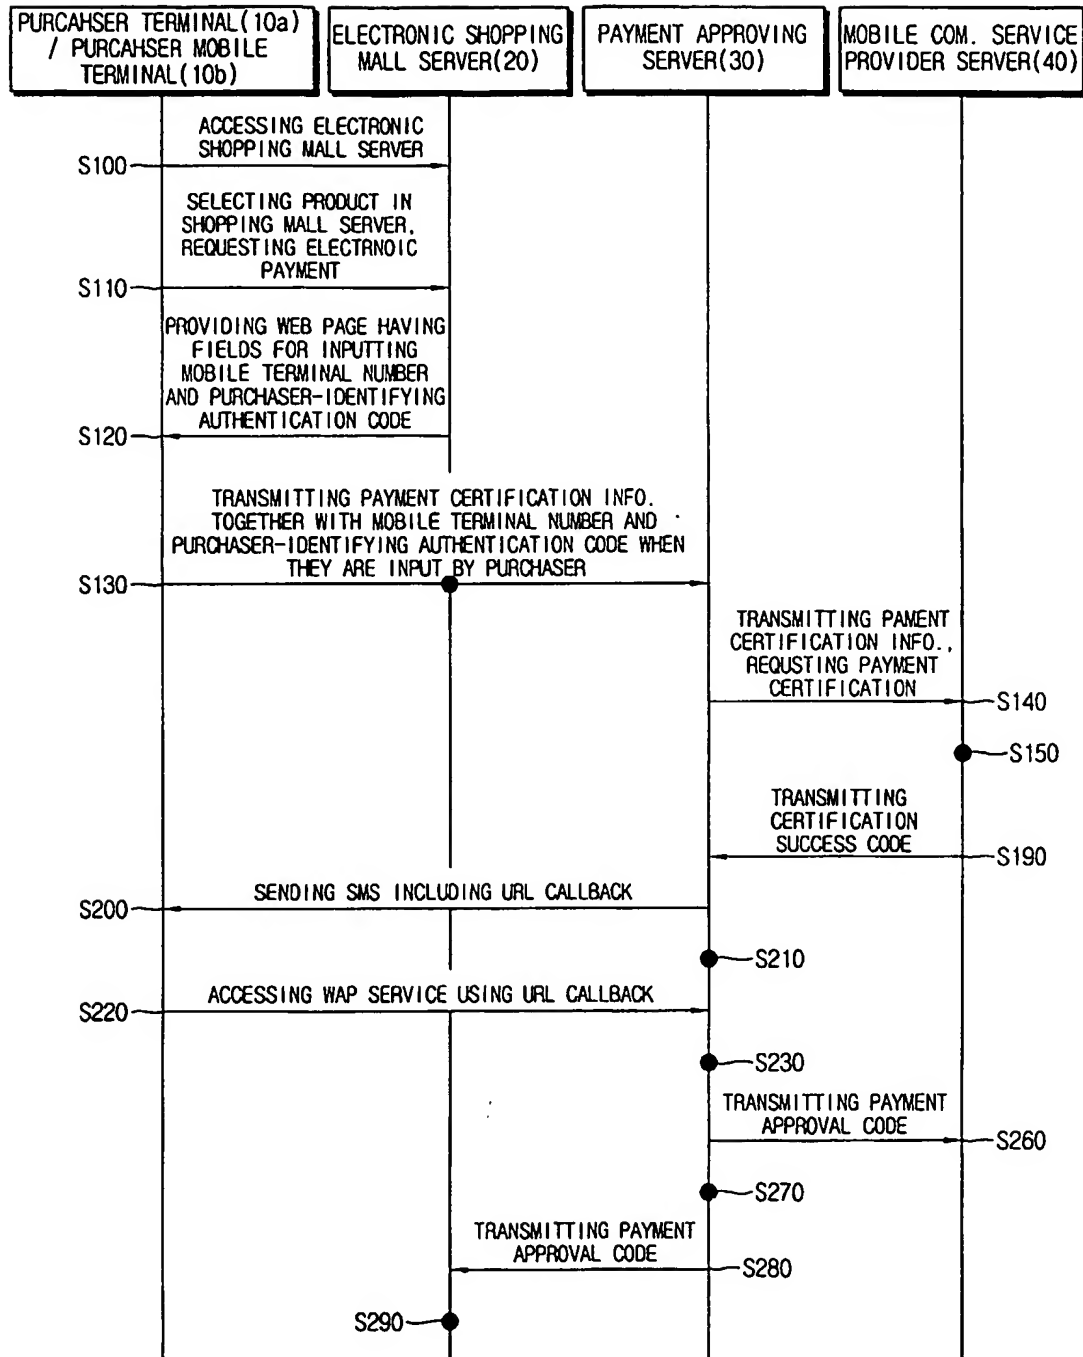 PURCAHSER TERMINAL(10a)
/ PURCAHSER MOBILE
TERMINAL(10b)
ELECTRONIC SHOPPING
MALL SERVER(20)
PAYMENT APPROVING
SERVER(30)
MOBILE COM. SERVICE
PROVIDER SERVER(40)
ACCESSING ELECTRONIC
SHOPPING MALL SERVER
S100
SELECTING PRODUCT IN
SHOPPING MALL SERVER,
REQUESTING ELECTRNOIC
PAYMENT
S110
PROVIDING WEB PAGE HAVING
FIELDS FOR INPUTTING
MOBILE TERMINAL NUMBER
AND PURCHASER-IDENTIFYING
AUTHENTICATION CODE
S120
TRANSMITTING PAYMENT CERTIFICATION INFO.
TOGETHER WITH MOBILE TERMINAL NUMBER AND
PURCHASER-IDENTIFYING AUTHENTICATION CODE WHEN
THEY ARE INPUT BY PURCHASER
S130
TRANSMITTING PAMENT
CERTIFICATION INFO.,
REQUSTING PAYMENT
CERTIFICATION
S140
S150
TRANSMITTING
CERTIFICATION
SUCCESS CODE
S190
SENDING SMS INCLUDING URL CALLBACK
S200
S210
ACCESSING WAP SERVICE USING URL CALLBACK
S220
S230
TRANSMITTING PAYMENT
APPROVAL CODE
S260
S270
TRANSMITTING PAYMENT
APPROVAL CODE
S280
S290